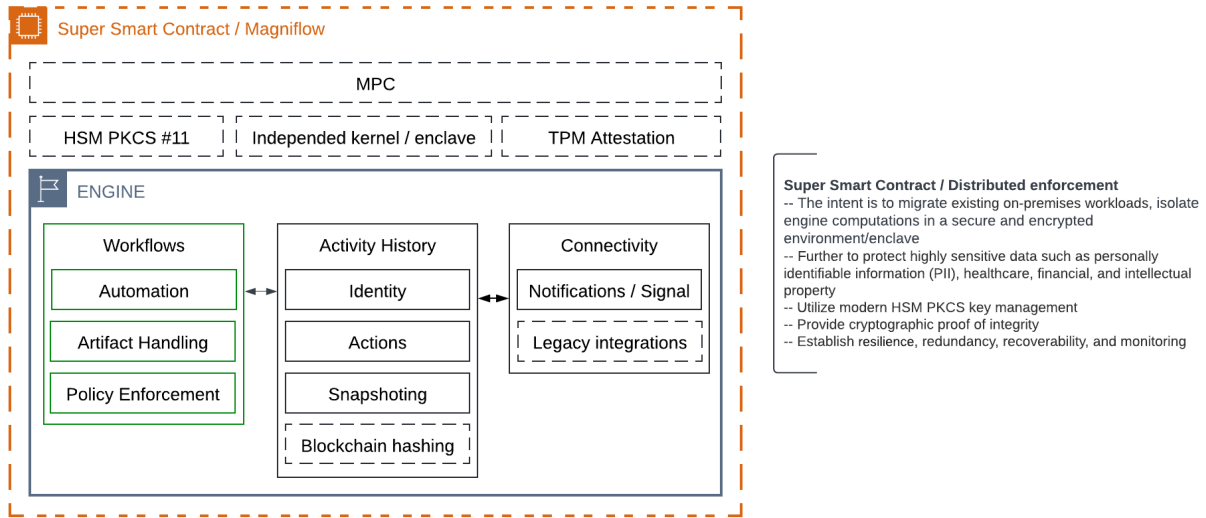 Super Smart Contract / Magniflow
MPC
HSM PKCS #11
Independed kernel / enclave
TPM Attestation
ENGINE
Workflows
Automation
Artifact Handling
Policy Enforcement
Activity History
Identity
Actions
Snapshoting
Blockchain hashing
Connectivity
Notifications / Signal
Legacy integrations
Super Smart Contract / Distributed enforcement
-- The intent is to migrate existing on-premises workloads, isolate
engine computations in a secure and encrypted
environment/enclave
-- Further to protect highly sensitive data such as personally
identifiable information (PII), healthcare, financial, and intellectual
property
-- Utilize modern HSM PKCS key management
-- Provide cryptographic proof of integrity
-- Establish resilience, redundancy, recoverability, and monitoring